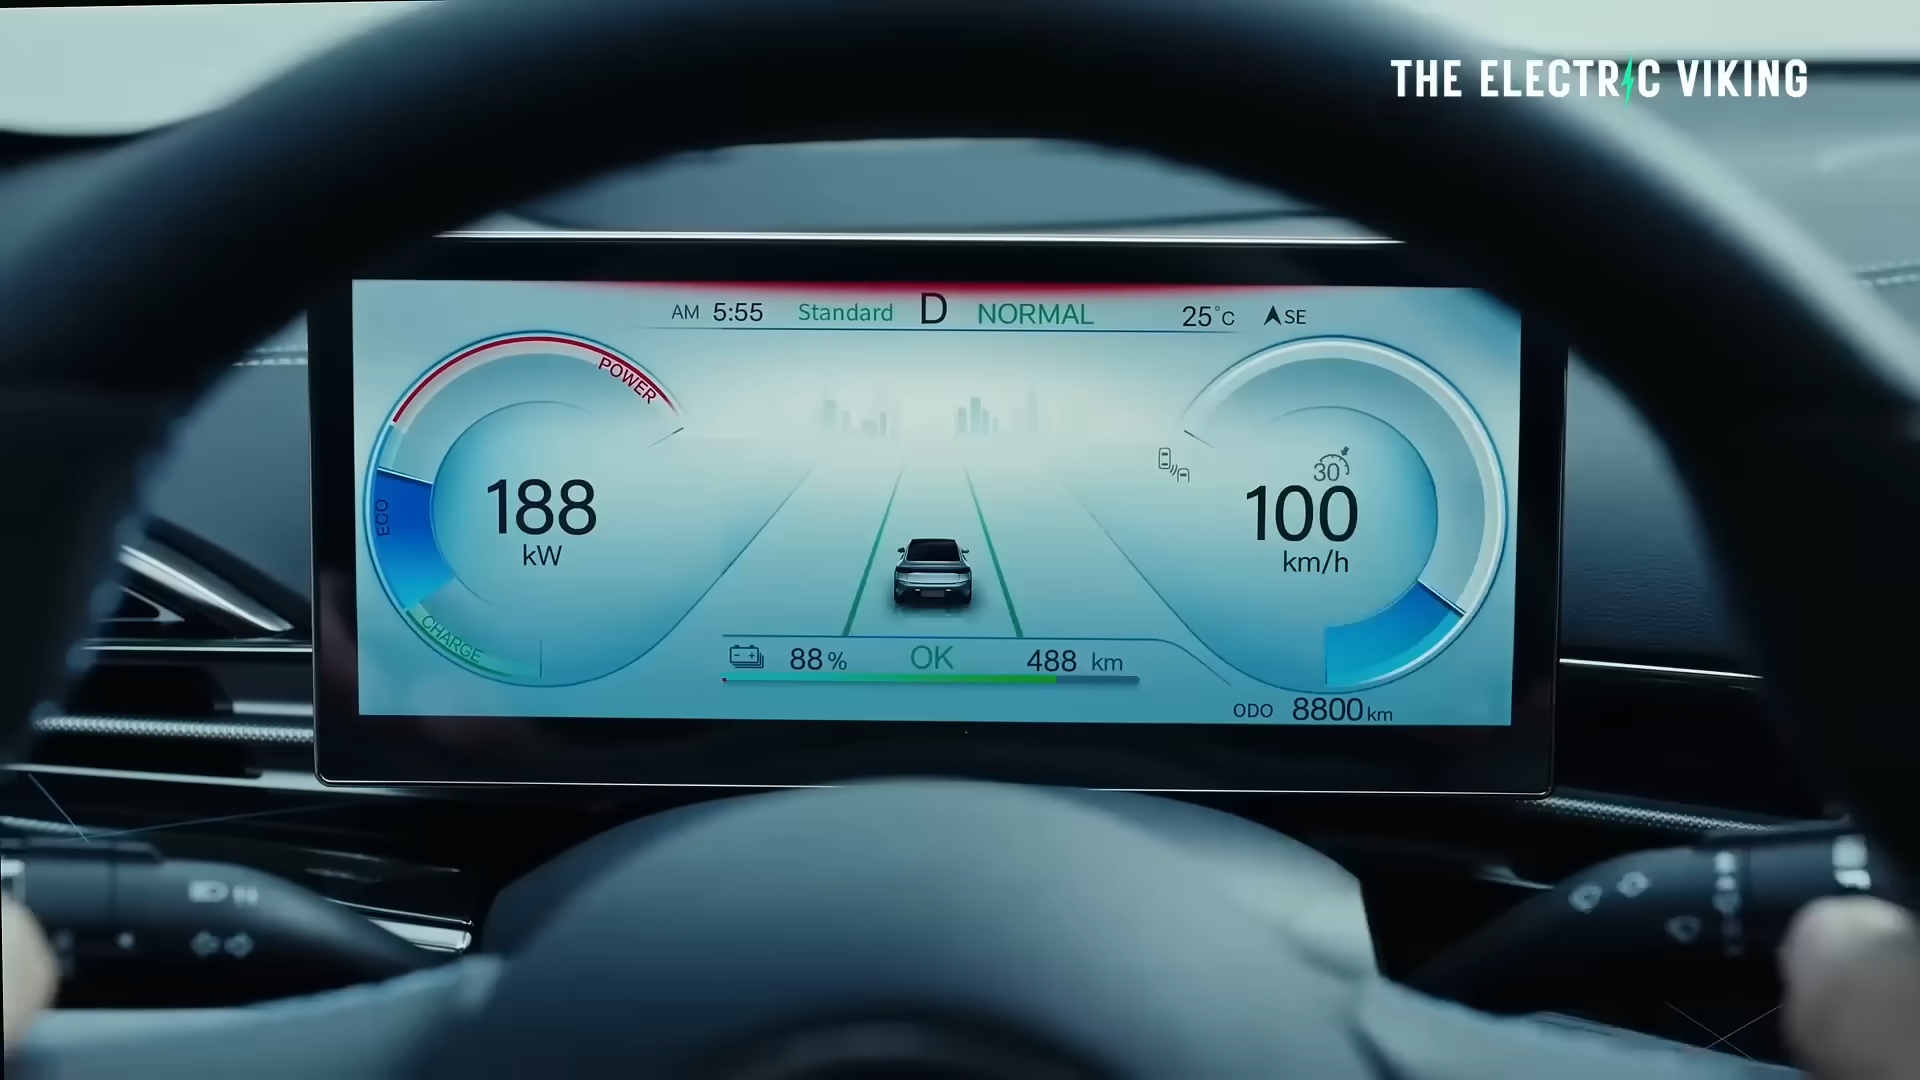 THE ELECTRIC VIKING
AM 5:55 Standard D NORMAL 25°C SE
POWER
30
188
100
kW
km/h
ECO
CHARGE
88% OK 488 km
ODO 8800 km